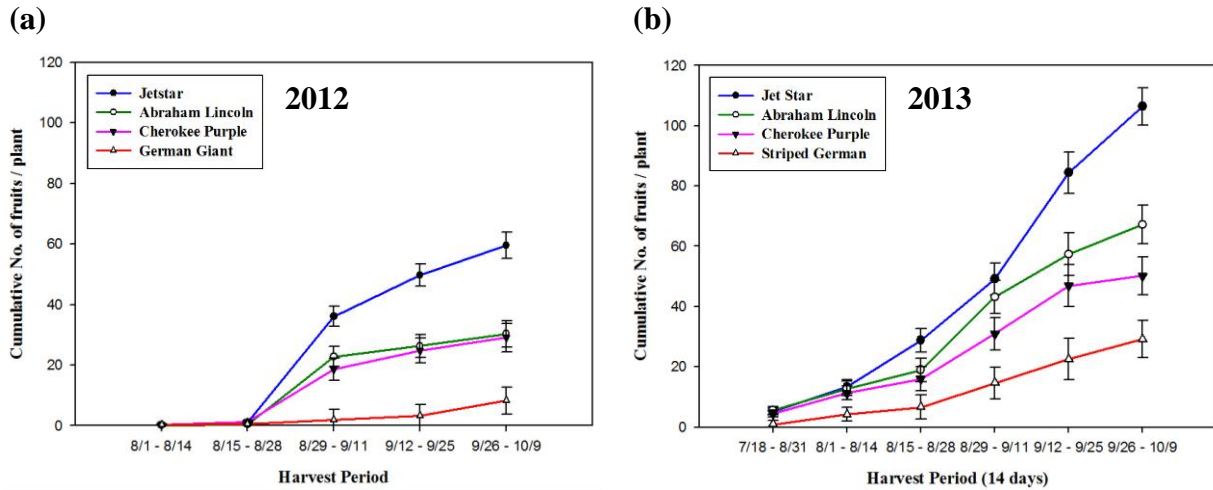 (a)
Cumulative No. of fruits / plant
120
100
80
60
40
20
0
Jetstar
Abraham Lincoln
Cherokee Purple
German Giant
2012
8/1 - 8/14
8/15 - 8/28
8/29 - 9/11
9/12 - 9/25
9/26 - 10/9
Harvest Period
(b)
Cumulative No. of fruits / plant
120
100
80
60
40
20
0
Jet Star
Abraham Lincoln
Cherokee Purple
Striped German
2013
7/18 - 8/31
8/1 - 8/14
8/15 - 8/28
8/29 - 9/11
9/12 - 9/25
9/26 - 10/9
Harvest Period (14 days)